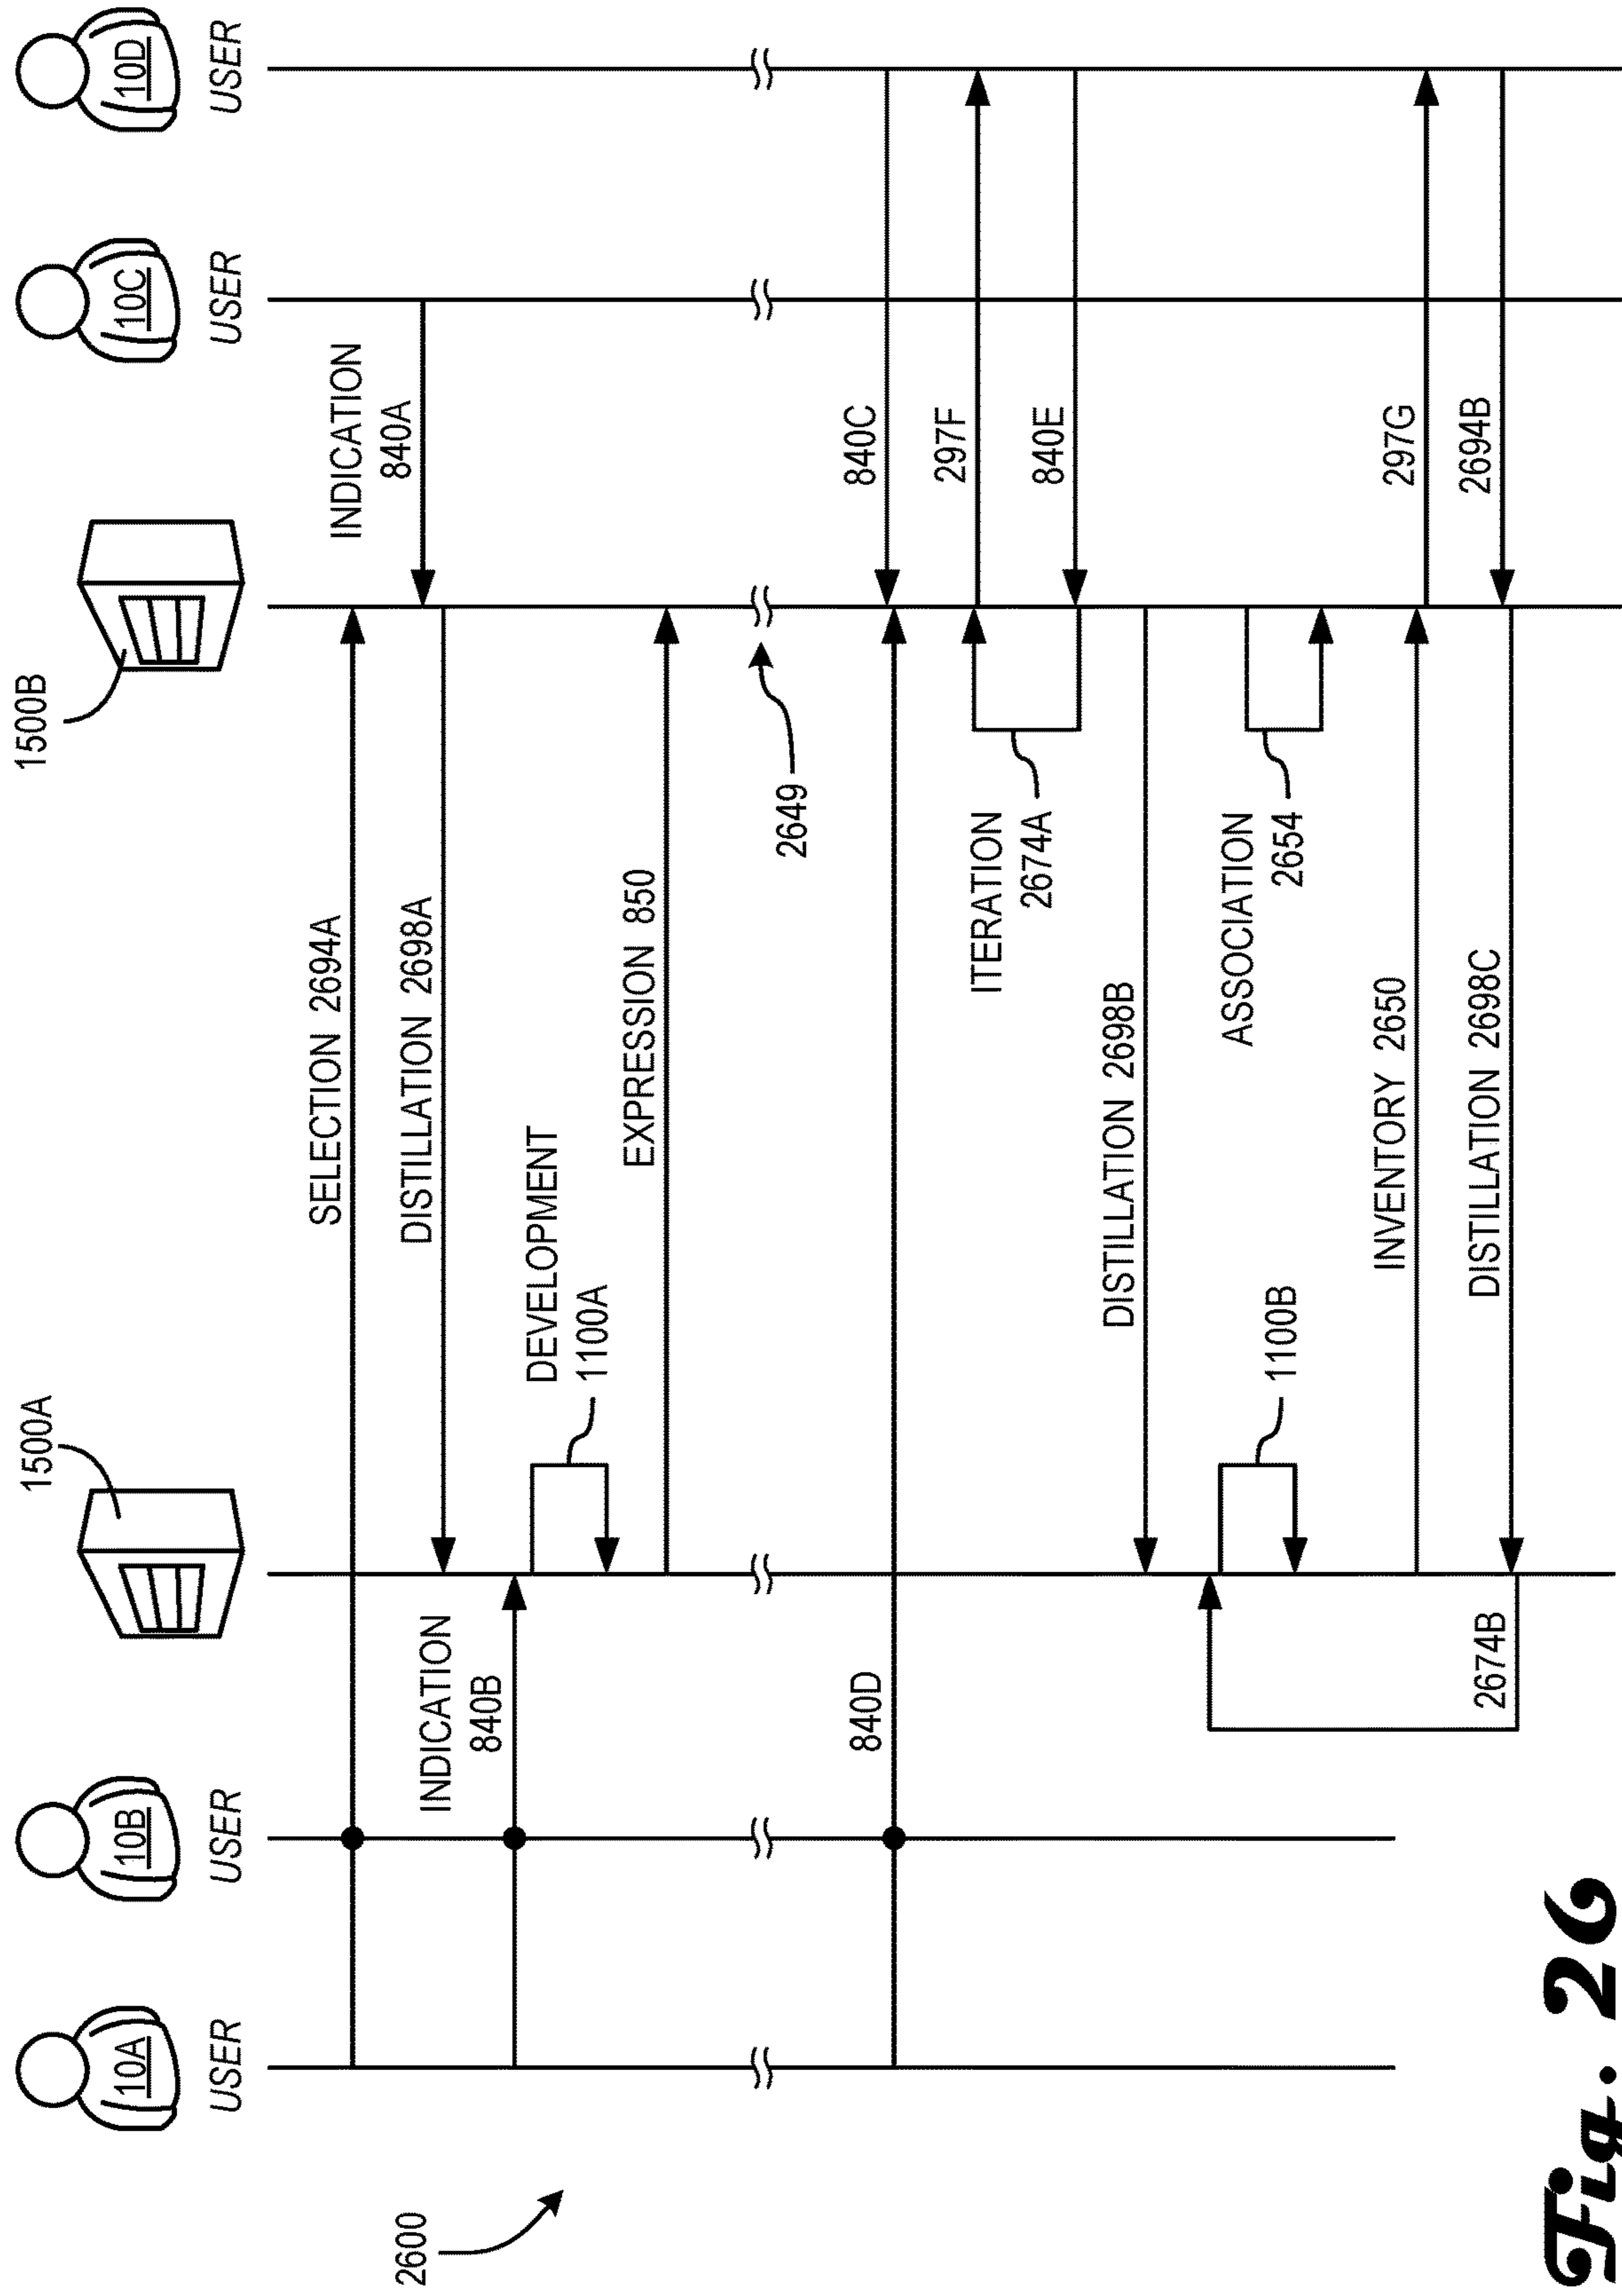 10A
USER
10B
USER
1500A
1500B
10C
USER
10D
USER
2600
SELECTION 2694A
INDICATION
840A
DISTILLATION 2698A
INDICATION
840B
DEVELOPMENT
1100A
EXPRESSION 850
2649
840C
840D
297F
ITERATION
2674A
840E
DISTILLATION 2698B
ASSOCIATION
2654
1100B
INVENTORY 2650
297G
2694B
DISTILLATION 2698C
2674B
Fig. 26